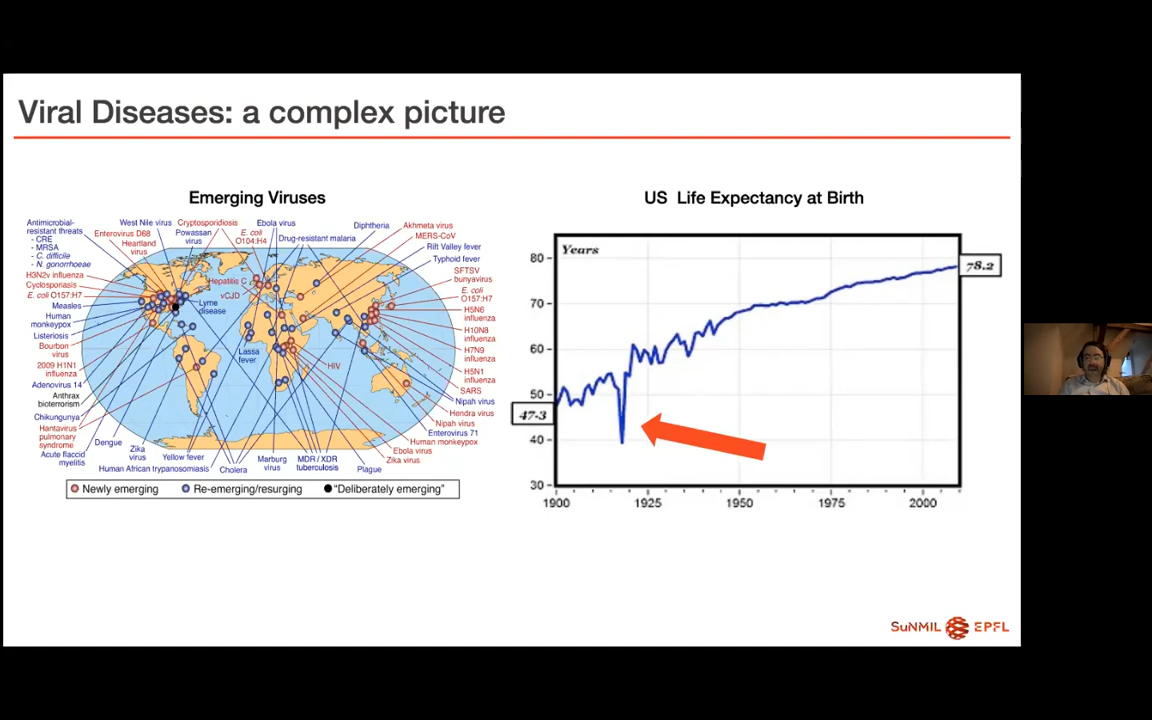 Viral Diseases: a complex picture
Emerging Viruses
Antimicrobial-
resistant threats
- CRE
- MRSA
- C. difficile
- N. gonorrhoeae
H3N2v influenza
Cyclosporiasis
E. coli O157:H7
Measles
Human
monkeypox
Listeriosis
Bourbon
virus
2009 H1N1
influenza
Adenovirus 14
Anthrax
bioterrorism
Chikungunya
Hantavirus
pulmonary
syndrome
Acute flaccid
myelitis
Enterovirus D68
Heartland
virus
West Nile virus
Powassan
virus
Cryptosporidiosis
E. coli
O104:H4
Ebola virus
Drug-resistant malaria
Diphtheria
Akhmeta virus
MERS-CoV
Rift Valley fever
Typhoid fever
SFTSV
bunyavirus
E. coli
O157:H7
H5N6
influenza
H10N8
influenza
H7N9
influenza
H5N1
influenza
SARS
Nipah virus
Hendra virus
Nipah virus
Enterovirus 71
Human monkeypox
Ebola virus
Zika virus
Hepatitis C
vCJD
Lyme
disease
Lassa
fever
HIV
Dengue
Zika
virus
Yellow fever
Human African trypanosomiasis
Cholera
Marburg
virus
MDR / XDR
tuberculosis
Plague
Newly emerging
Re-emerging/resurging
"Deliberately emerging"
US Life Expectancy at Birth
Years
80
70
60
50
40
30
47.3
78.2
1900
1925
1950
1975
2000
SuNMIL
EPFL